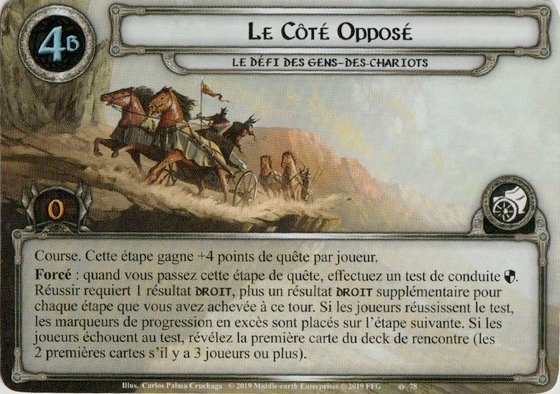 4B
Le Côté Opposé
Le Défi des Gens-des-Chariots
0
Course. Cette étape gagne +4 points de quête par joueur.
Forcé : quand vous passez cette étape de quête, effectuez un test de conduite.
Réussir requiert 1 résultat DROIT, plus un résultat DROIT supplémentaire pour
chaque étape que vous avez achevée à ce tour. Si les joueurs réussissent le test,
les marqueurs de progression en excès sont placés sur l'étape suivante. Si les
joueurs échouent au test, révélez la première carte du deck de rencontre (les
2 premières cartes s'il y a 3 joueurs ou plus).
Illus. Carlos Palma Cruchaga © 2019 Middle-earth Enterprises © 2019 FFG 78